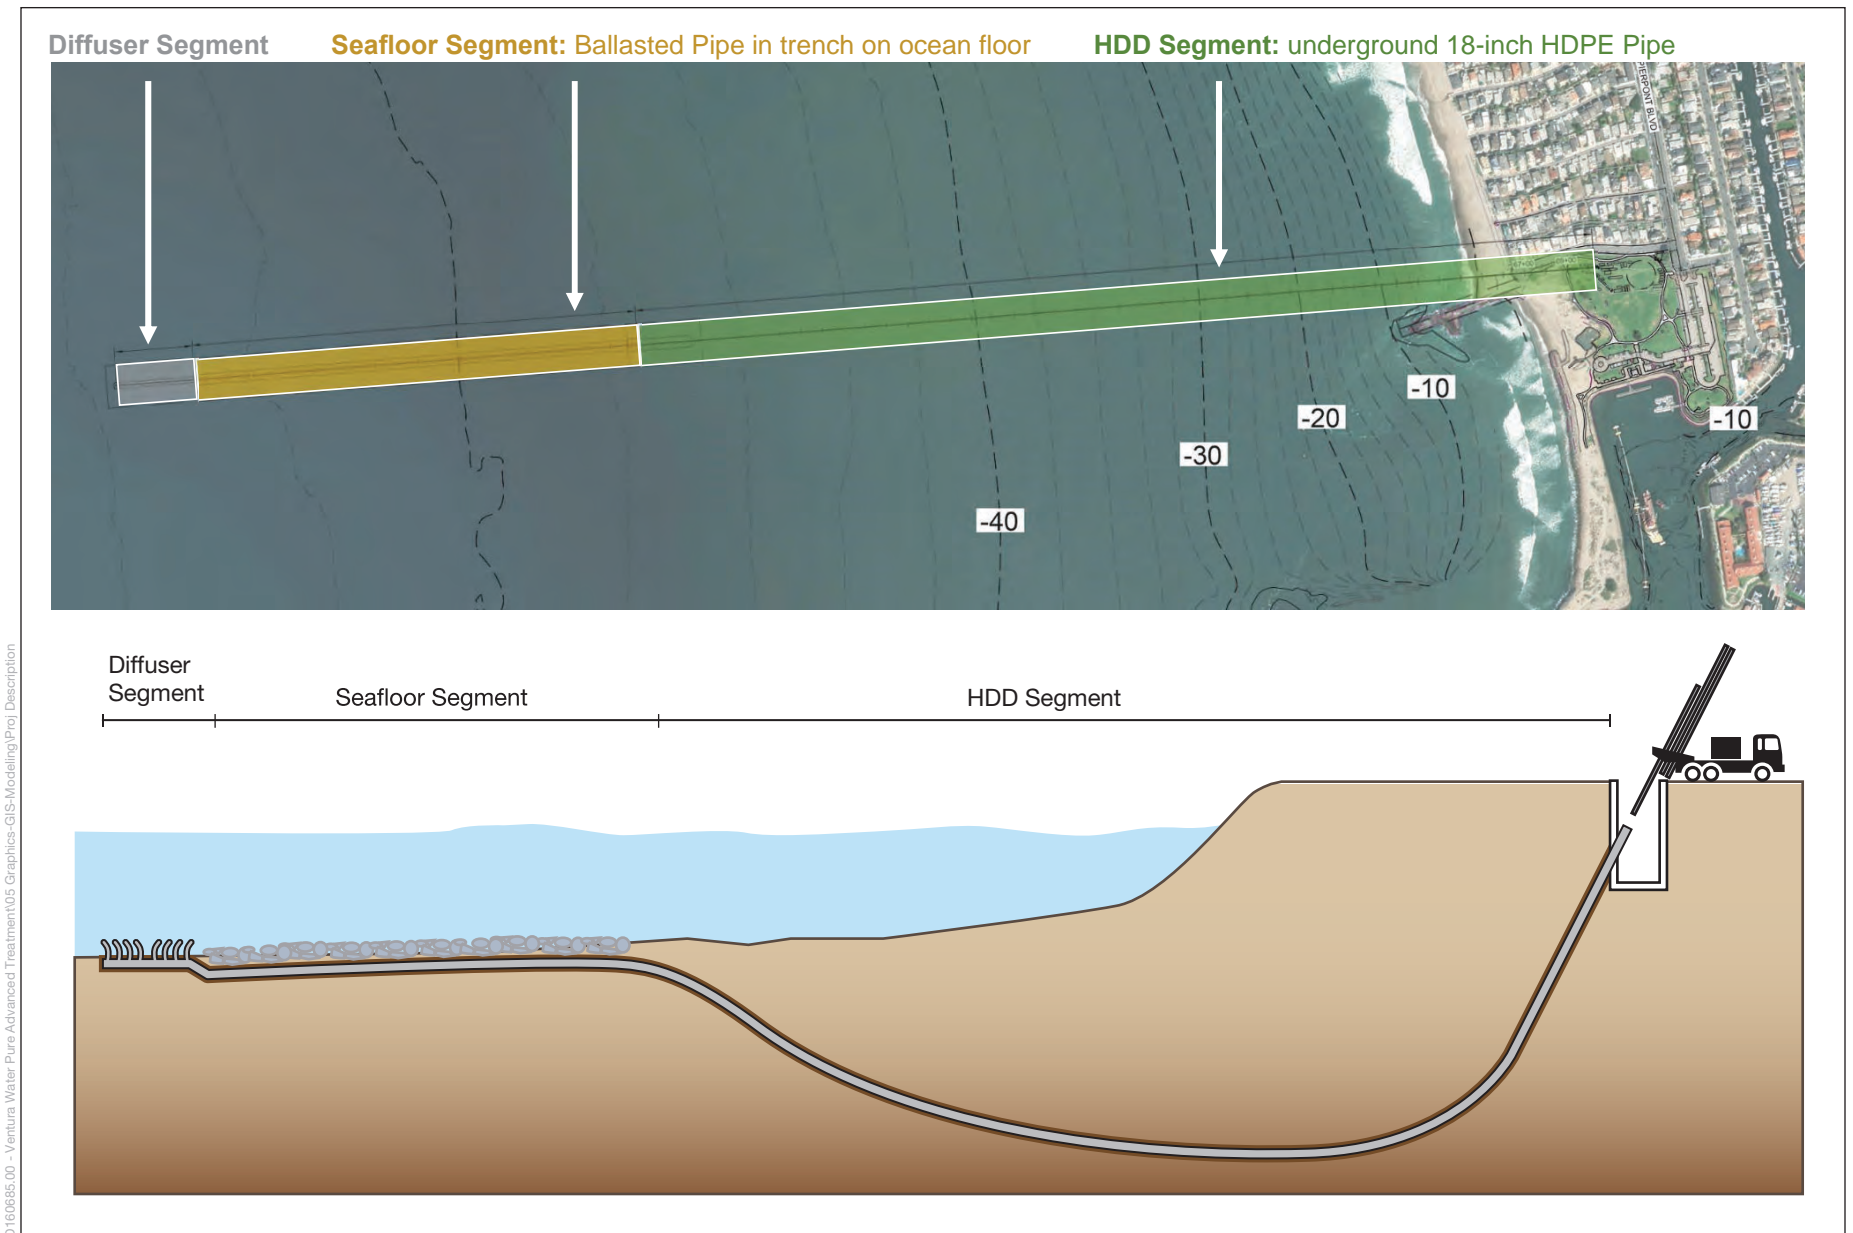 Diffuser Segment
Seafloor Segment: Ballasted Pipe in trench on ocean floor
HDD Segment: underground 18-inch HDPE Pipe
PIERPONT BLVD
-10
-20
-10
-30
-40
Diffuser
Segment
Seafloor Segment
HDD Segment
D160685.00 - Ventura Water Pure Advanced Treatment\05 Graphics-GIS-Modeling\Proj Description